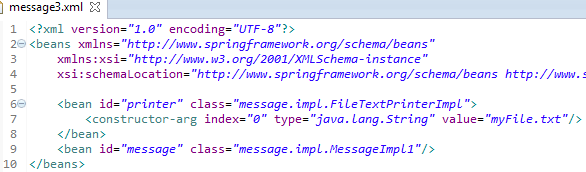 message3.xml
1 <?xml version="1.0" encoding="UTF-8"?>
2 <beans xmlns="http://www.springframework.org/schema/beans"
3 xmlns:xsi="http://www.w3.org/2001/XMLSchema-instance"
4 xsi:schemaLocation="http://www.springframework.org/schema/beans http://www.s
5
6 <bean id="printer" class="message.impl.FileTextPrinterImpl">
7 <constructor-arg index="0" type="java.lang.String" value="myFile.txt"/>
8 </bean>
9 <bean id="message" class="message.impl.MessageImpl1"/>
10 </beans>